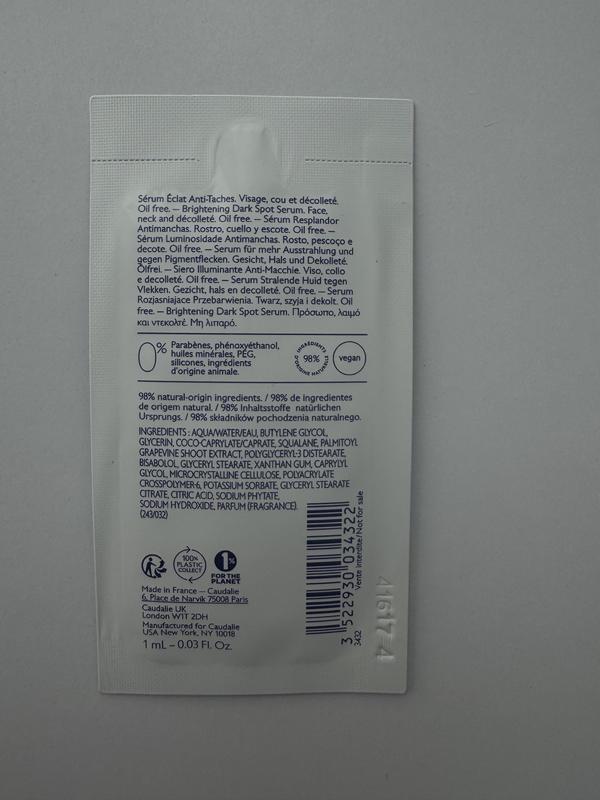 Sérum Éclat Anti-Taches. Visage, cou et décolleté.
Oil free. — Brightening Dark Spot Serum. Face,
neck and décolleté. Oil free. — Sérum Resplandor
Antimanchas. Rostro, cuello y escote. Oil free. —
Sérum Luminosidade Antimanchas. Rosto, pescoço e
decote. Oil free. — Serum für mehr Ausstrahlung und
gegen Pigmentflecken. Gesicht, Hals und Dekolleté.
Ölfrei. — Siero Illuminante Anti-Macchie. Viso, collo
e decolleté. Oil free. — Serum Stralende Huid tegen
Vlekken. Gezicht, hals en decolleté. Oil free. — Serum
Rozjasniajace Przebarwienia. Twarz, szyja i dekolt. Oil
free. — Brightening Dark Spot Serum. Πρόσωπο, λαιμό
και ντεκολτέ. Μη λιπαρό.
0%
Parabènes, phénoxyéthanol,
huiles minérales, PEG,
silicones, ingrédients
d'origine animale.
INGRÉDIENTS D'ORIGINE NATURELLE
98%
vegan
98% natural-origin ingredients. / 98% de ingredientes
de origem natural. / 98% Inhaltsstoffe natürlichen
Ursprungs. / 98% składników pochodzenia naturalnego.
INGREDIENTS : AQUA/WATER/EAU, BUTYLENE GLYCOL,
GLYCERIN, COCO-CAPRYLATE/CAPRATE, SQUALANE, PALMITOYL
GRAPEVINE SHOOT EXTRACT, POLYGLYCERYL-3 DISTEARATE,
BISABOLOL, GLYCERYL STEARATE, XANTHAN GUM, CAPRYLYL
GLYCOL, MICROCRYSTALLINE CELLULOSE, POLYACRYLATE
CROSSPOLYMER-6, POTASSIUM SORBATE, GLYCERYL STEARATE
CITRATE, CITRIC ACID, SODIUM PHYTATE,
SODIUM HYDROXIDE, PARFUM (FRAGRANCE).
(243/032)
100%
PLASTIC
COLLECT
1%
FOR THE
PLANET
Made in France — Caudalie
6, Place de Narvik 75008 Paris
Caudalie UK
London W1T 2DH
Manufactured for Caudalie
USA New York, NY 10018
1 mL – 0.03 Fl. Oz.
3 522930 034322
Vente interdite/Not for sale
3432
41617 4